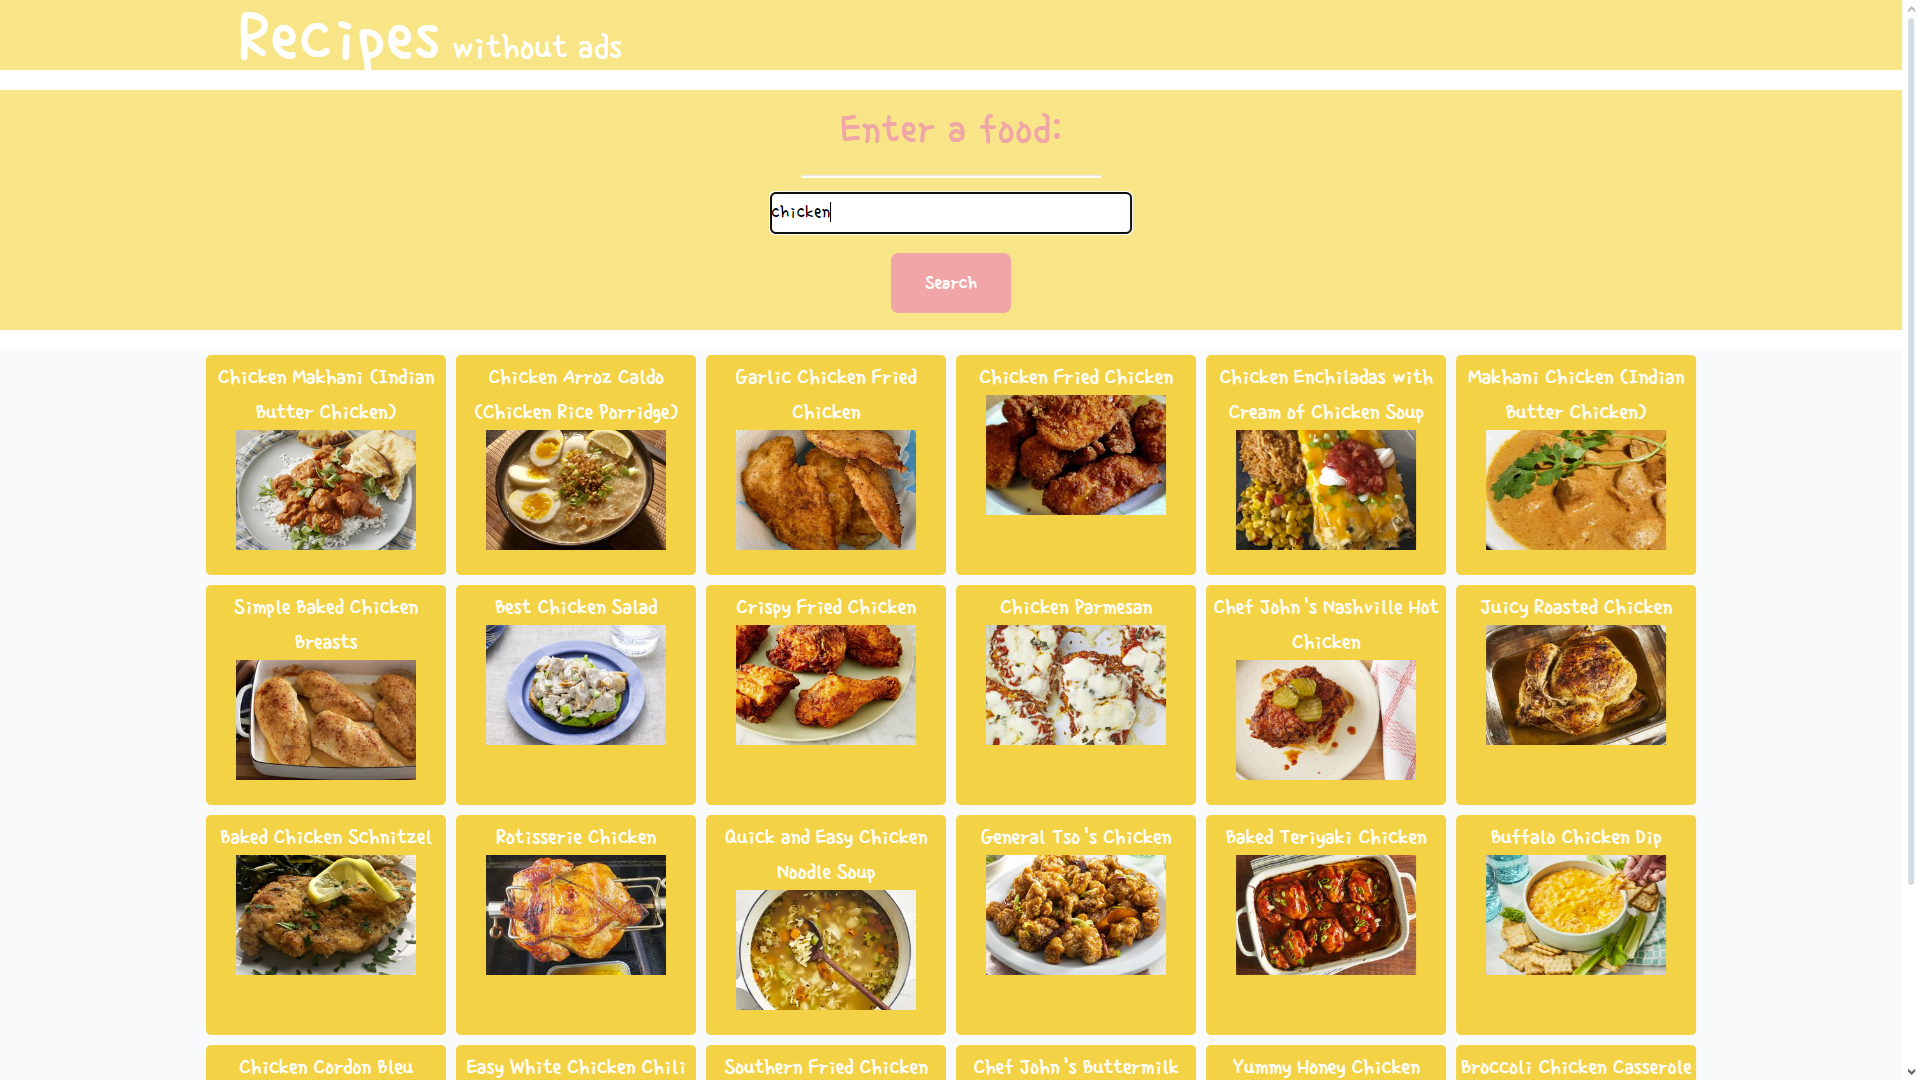 Recipes without ads
Enter a food:
chicken
Search
Chicken Makhani (Indian
Butter Chicken)
Chicken Arroz Caldo
(Chicken Rice Porridge)
Garlic Chicken Fried
Chicken
Chicken Fried Chicken
Chicken Enchiladas with
Cream of Chicken Soup
Makhani Chicken (Indian
Butter Chicken)
Simple Baked Chicken
Breasts
Best Chicken Salad
Crispy Fried Chicken
Chicken Parmesan
Chef John's Nashville Hot
Chicken
Juicy Roasted Chicken
Baked Chicken Schnitzel
Rotisserie Chicken
Quick and Easy Chicken
Noodle Soup
General Tso's Chicken
Baked Teriyaki Chicken
Buffalo Chicken Dip
Chicken Cordon Bleu
Easy White Chicken Chili
Southern Fried Chicken
Chef John's Buttermilk
Yummy Honey Chicken
Broccoli Chicken Casserole